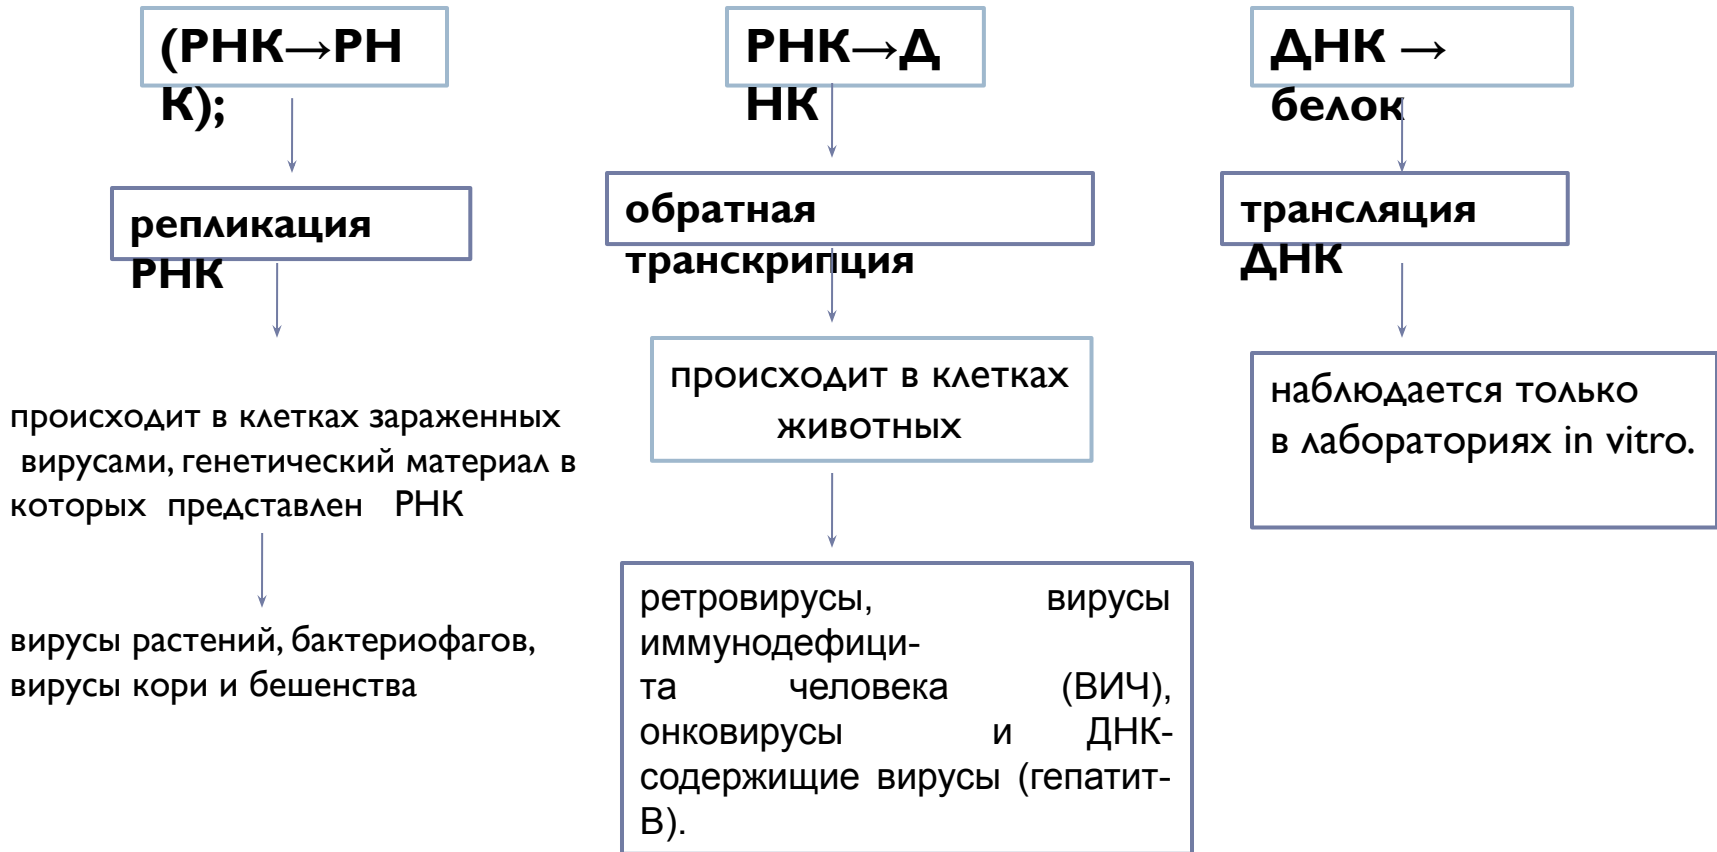 (РНК→РН
К);
репликация
РНК
происходит в клетках зараженных
вирусами, генетический материал в
которых представлен РНК
вирусы растений, бактериофагов,
вирусы кори и бешенства
РНК→Д
НК
обратная
транскрипция
происходит в клетках
животных
ретровирусы, вирусы
иммунодефици-
та человека (ВИЧ),
онковирусы и ДНК-
содержищие вирусы (гепатит-
В).
ДНК →
белок
трансляция
ДНК
наблюдается только
в лабораториях in vitro.